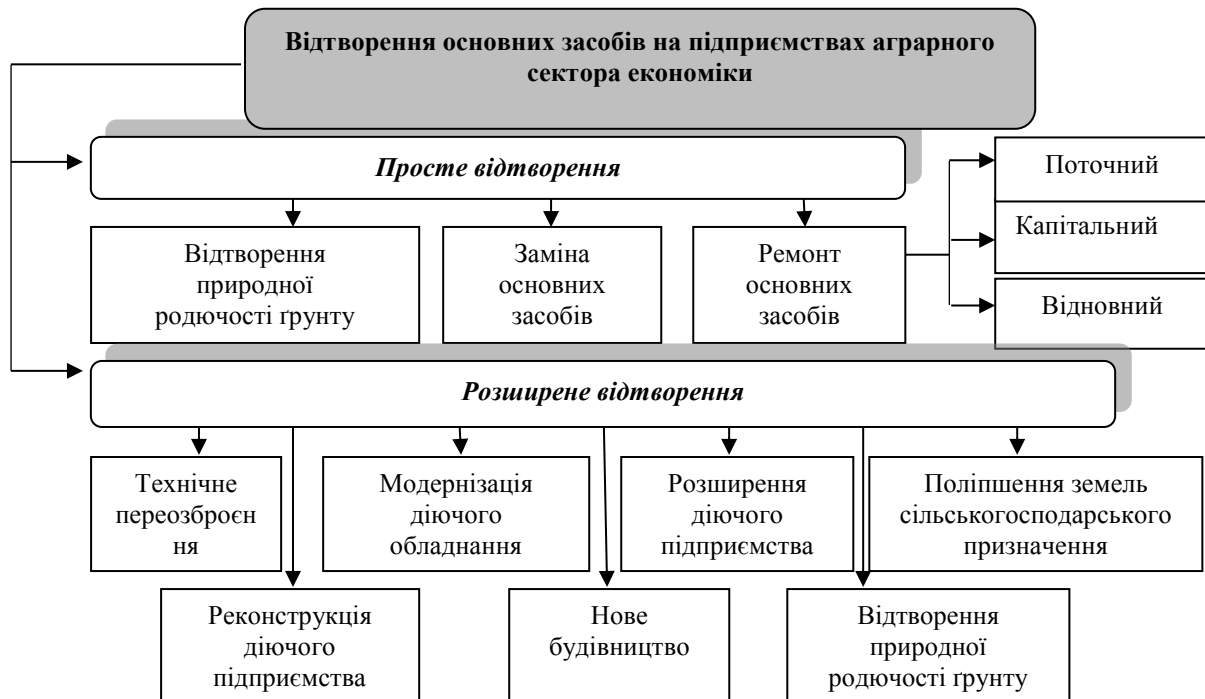 Відтворення основних засобів на підприємствах аграрного
сектора економіки
Просте відтворення
Поточний
Капітальний
Відновний
Відтворення
природної
родючості ґрунту
Заміна
основних
засобів
Ремонт
основних
засобів
Розширене відтворення
Технічне
переозброєн
ня
Модернізація
діючого
обладнання
Розширення
діючого
підприємства
Поліпшення земель
сільськогосподарського
призначення
Реконструкція
діючого
підприємства
Нове
будівництво
Відтворення
природної
родючості ґрунту